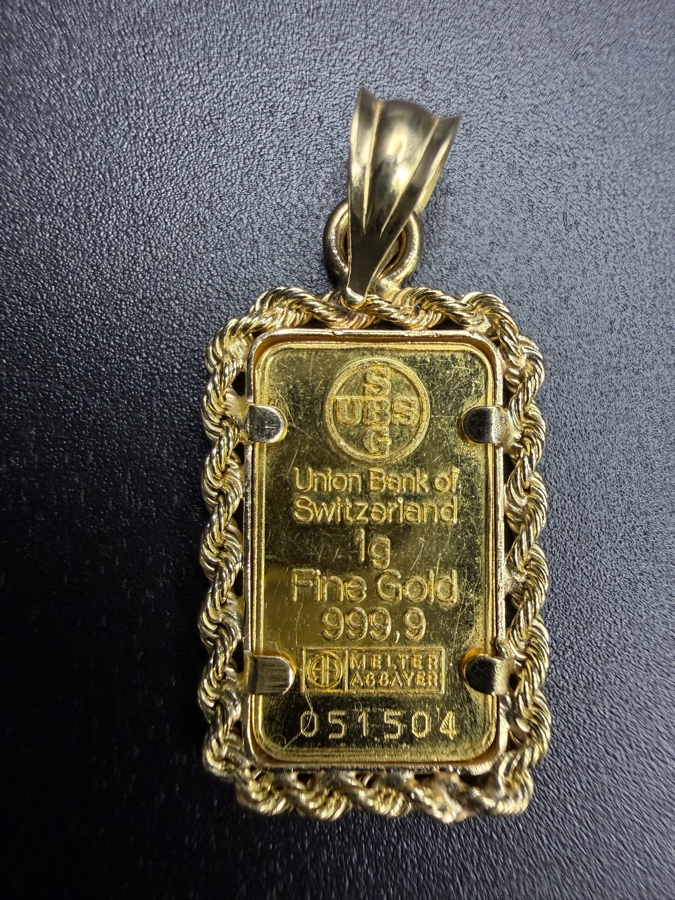 S
UBS
G
Union Bank of
Switzerland
1g
Fine Gold
999,9
MELTER
ASSAYER
051504